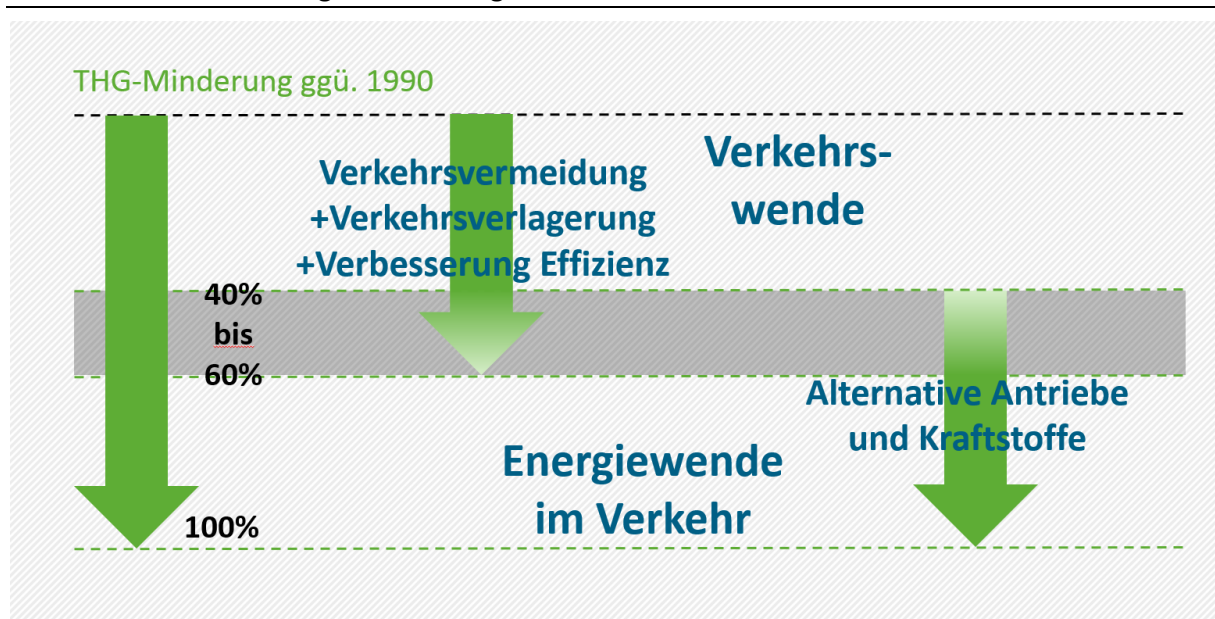 THG-Minderung ggü. 1990
Verkehrsvermeidung
+Verkehrsverlagerung
+Verbesserung Effizienz
Verkehrs-
wende
40%
bis
60%
Alternative Antriebe
und Kraftstoffe
Energiewende
im Verkehr
100%